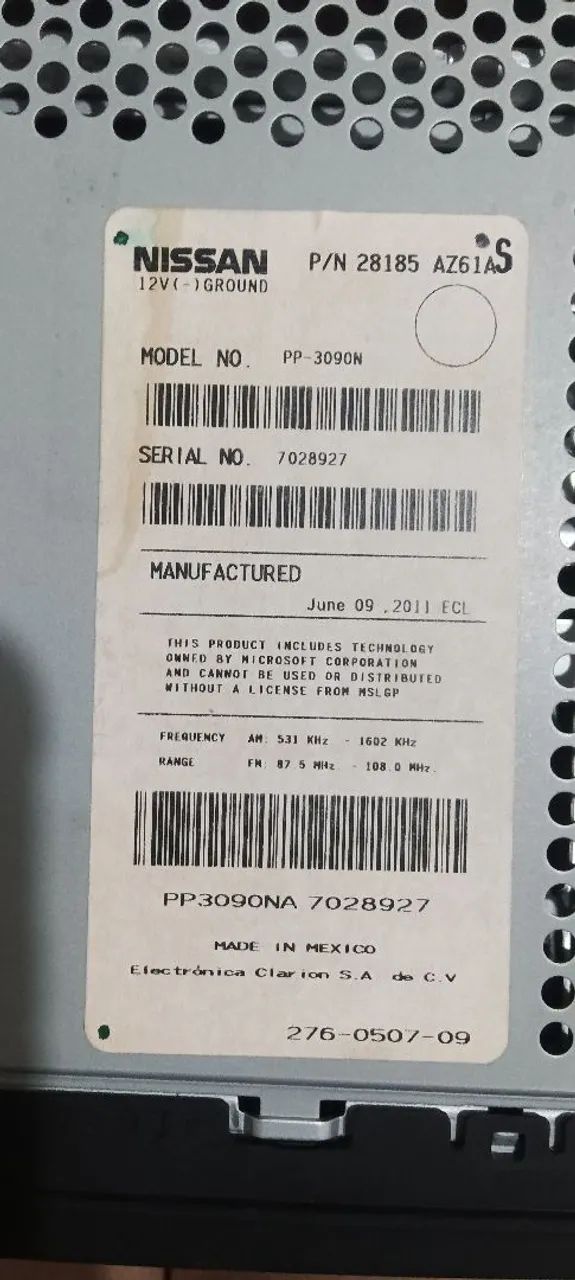 NISSAN P/N 28185 AZ61A S
12V(-)GROUND
MODEL NO. PP-3090N
SERIAL NO. 7028927
MANUFACTURED
June 09 ,2011 ECL
THIS PRODUCT INCLUDES TECHNOLOGY
OWNED BY MICROSOFT CORPORATION
AND CANNOT BE USED OR DISTRIBUTED
WITHOUT A LICENSE FROM MSLGP
FREQUENCY AM: 531 KHz - 1602 KHz
RANGE FM: 87.5 MHz. - 108.0 MHz.
PP3090NA 7028927
MADE IN MEXICO
Electrónica Clarion S.A de C.V
276-0507-09